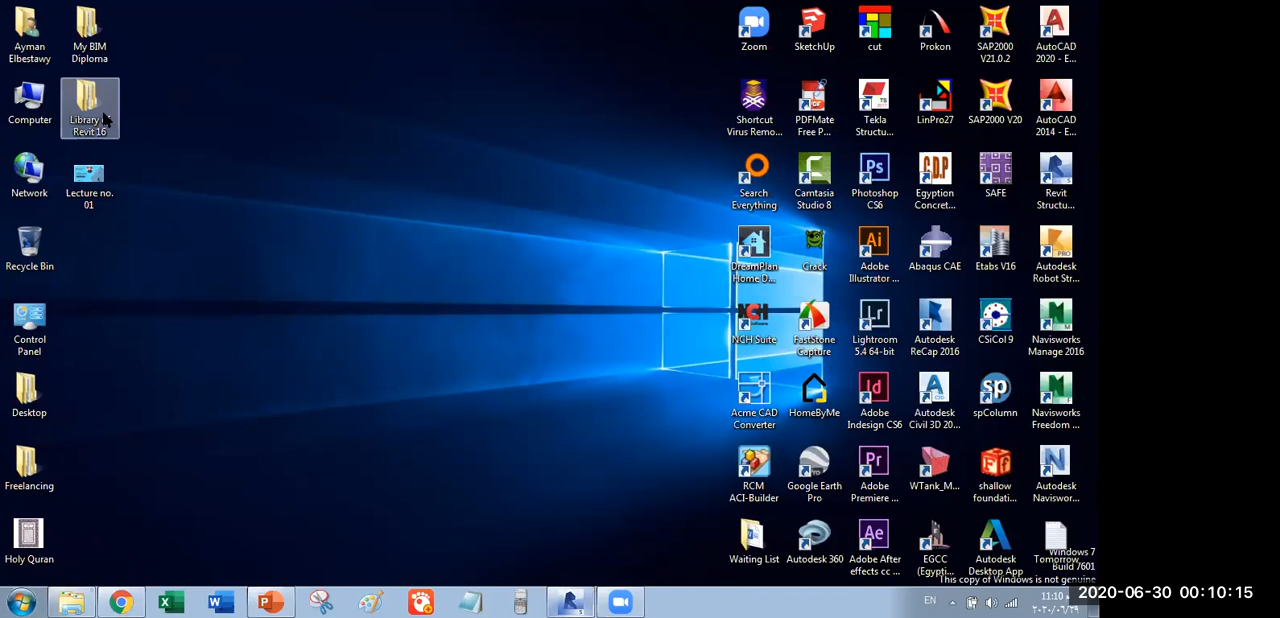 Ayman
Elbestawy
My BIM
Diploma
Computer
Library
Revit 16
Network
Lecture no.
01
Recycle Bin
Control
Panel
Desktop
Freelancing
Holy Quran
Zoom
SketchUp
cut
Prokon
SAP2000
V21.0.2
AutoCAD
2020 - E...
Shortcut
Virus Remo...
PDFMate
Free P...
Tekla
Structu...
LinPro27
SAP2000 V20
AutoCAD
2014 - E...
Search
Everything
Camtasia
Studio 8
Photoshop
CS6
Egyption
Concret...
SAFE
Revit
Structu...
DreamPlan
Home D...
Crack
Adobe
Illustrator ...
Abaqus CAE
Etabs V16
Autodesk
Robot Str...
NCH Suite
FastStone
Capture
Lightroom
5.4 64-bit
Autodesk
ReCap 2016
CSiCol 9
Navisworks
Manage 2016
Acme CAD
Converter
HomeByMe
Adobe
Indesign CS6
Autodesk
Civil 3D 20...
spColumn
Navisworks
Freedom ...
RCM
ACI-Builder
Google Earth
Pro
Adobe
Premiere ...
WTank_M...
shallow
foundati...
Autodesk
Naviswor...
Waiting List
Autodesk 360
Adobe After
effects cc ...
EGCC
(Egypti...
Autodesk
Desktop App
Tomorrow
Windows 7
Build 7601
This copy of Windows is not genuine
EN
11:10
٢٠٢٠/٠٦/٢٩
2020-06-30 00:10:15